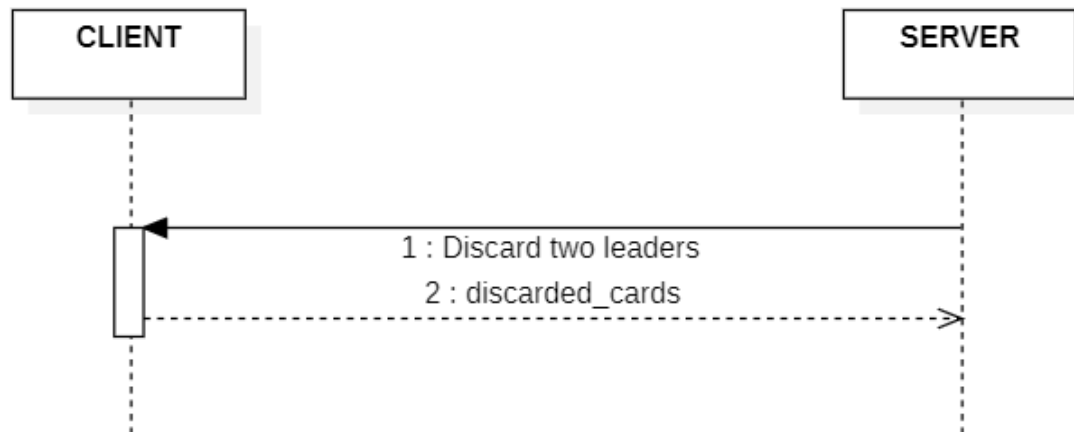 CLIENT
SERVER
1 : Discard two leaders
2 : discarded_cards